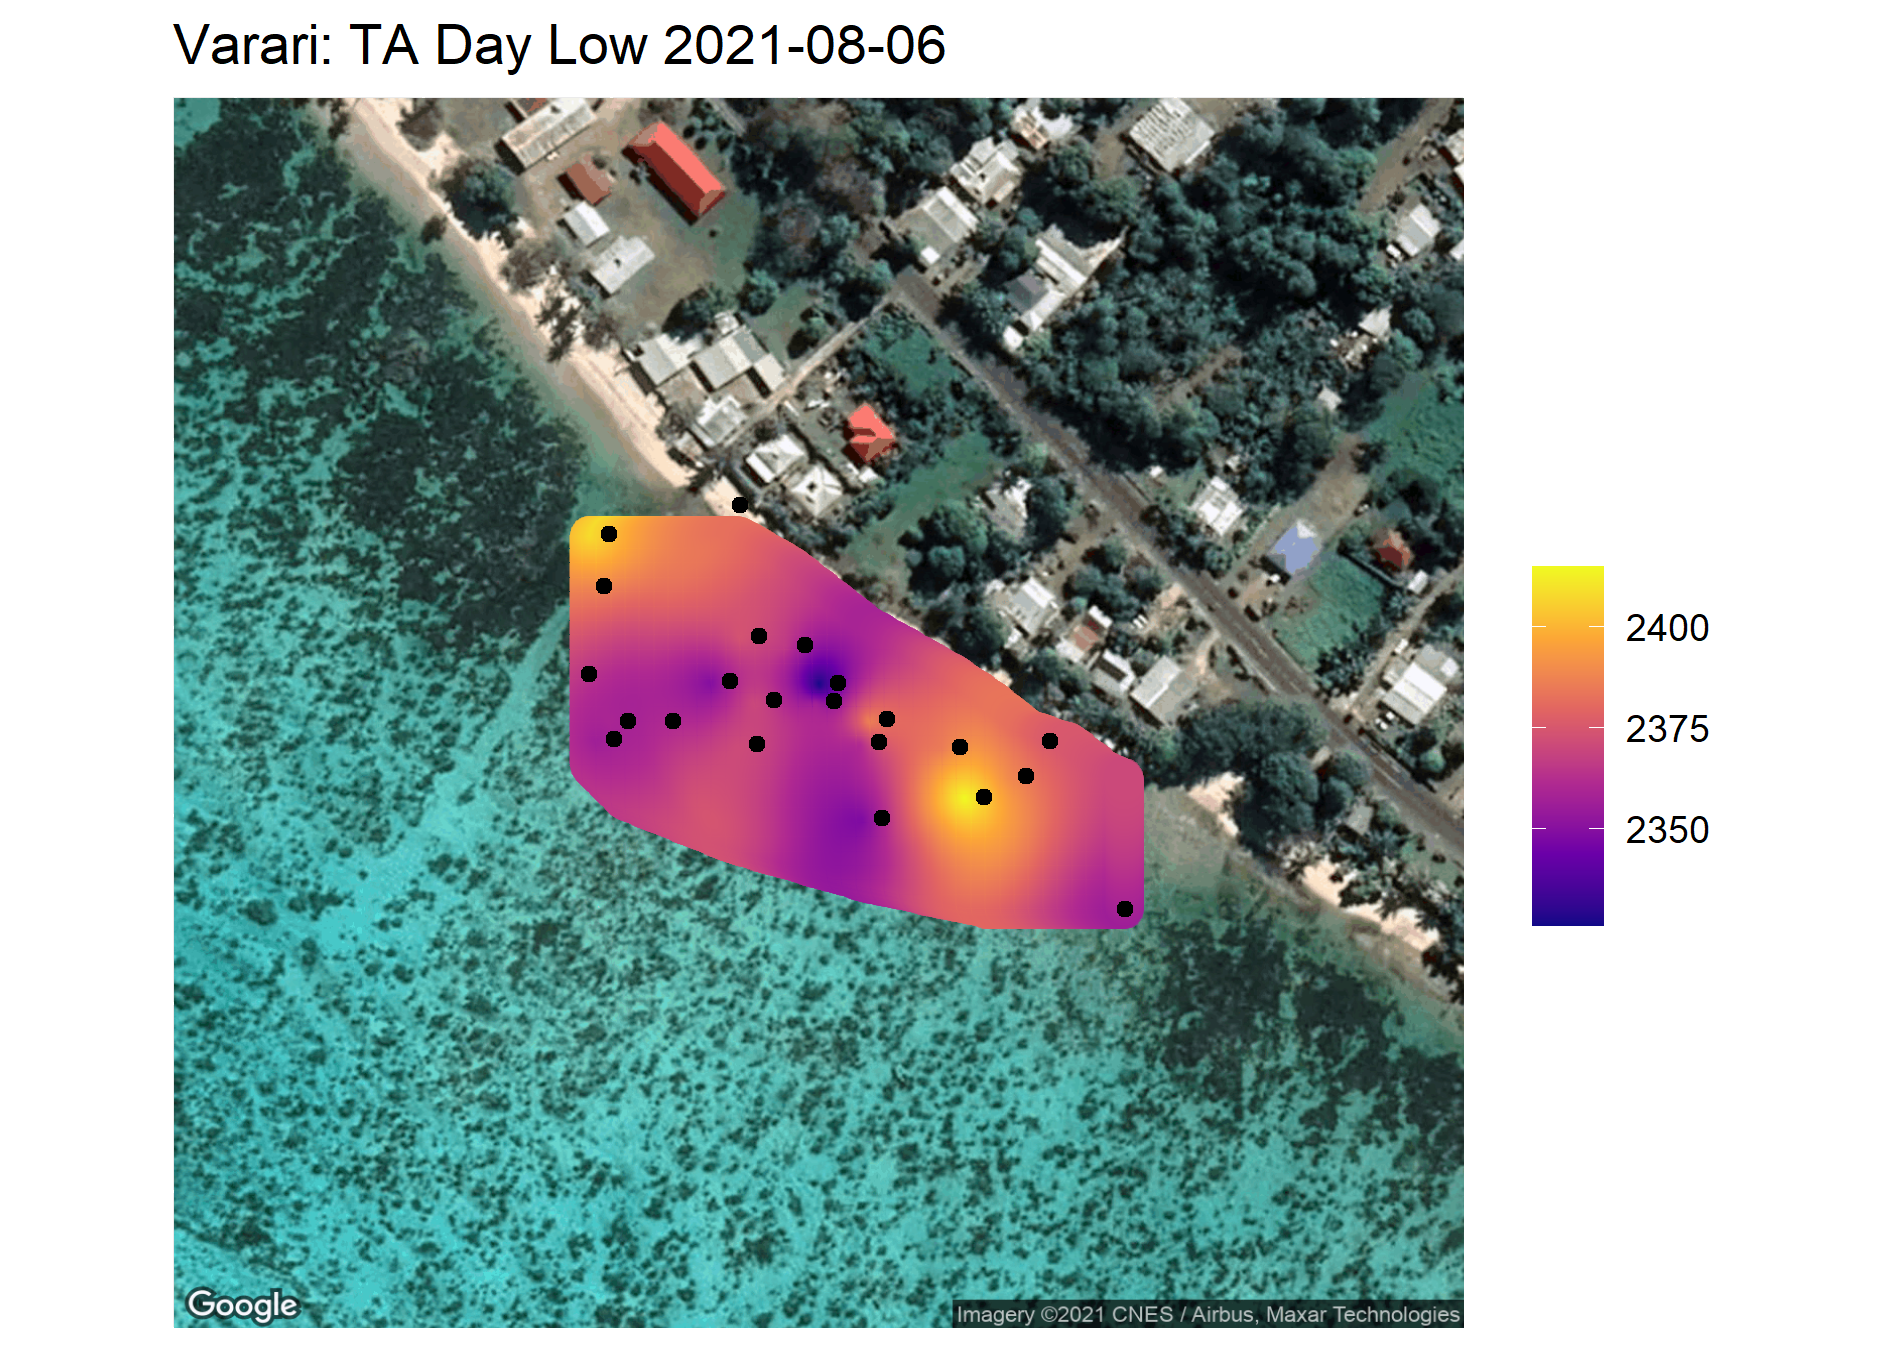 Varari: TA Day Low 2021-08-06
2400
2375
2350
Google
Imagery ©2021 CNES / Airbus, Maxar Technologies